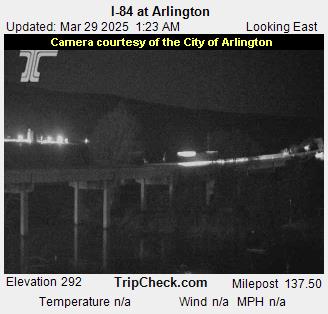 I-84 at Arlington
Updated: Mar 29 2025 1:23 AM Looking East
Camera courtesy of the City of Arlington
Elevation 292 TripCheck.com Milepost 137.50
Temperature n/a Wind n/a MPH n/a